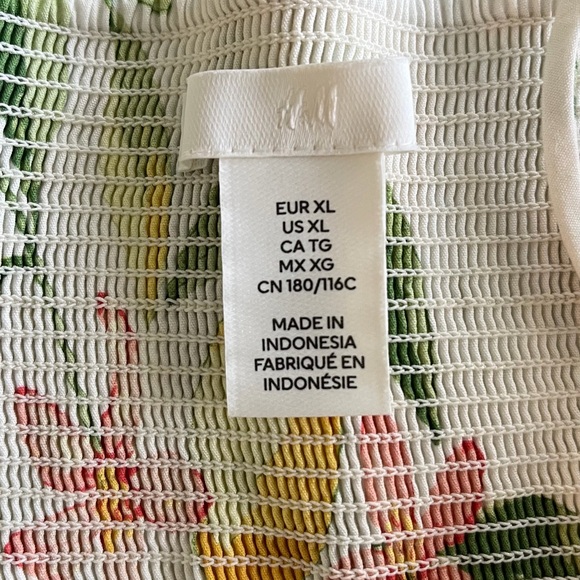 H&M
EUR XL
US XL
CA TG
MX XG
CN 180/116C
MADE IN
INDONESIA
FABRIQUÉ EN
INDONÉSIE